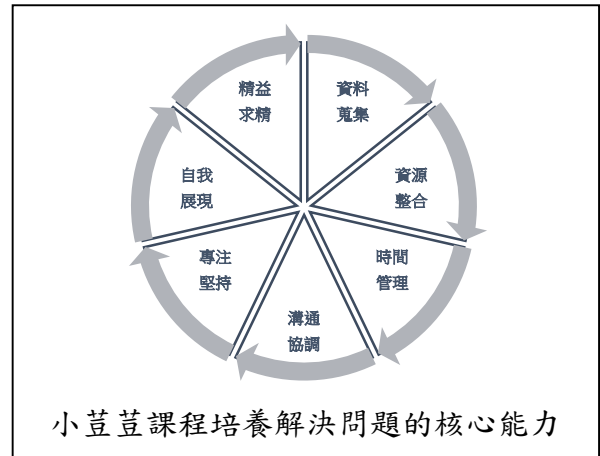 資料
蒐集
資源
整合
時間
管理
溝通
協調
專注
堅持
自我
展現
精益
求精
小荳荳課程培養解決問題的核心能力